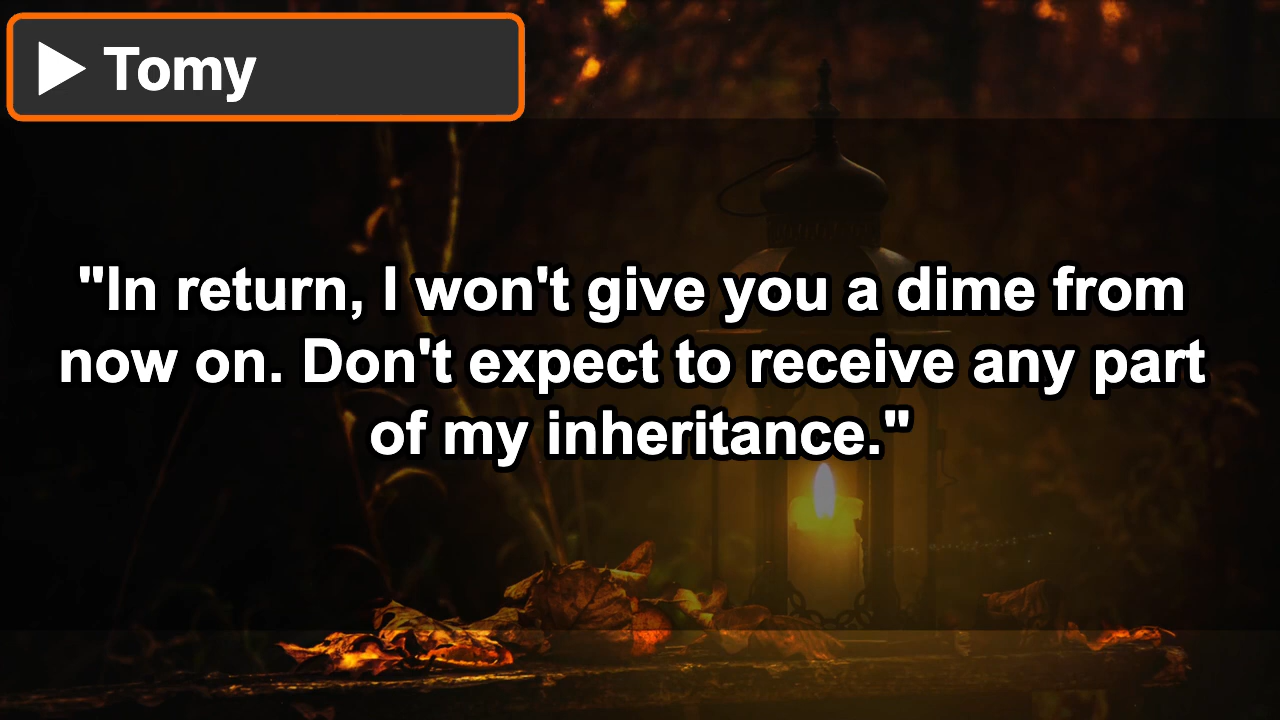 Tomy
"In return, I won't give you a dime from
now on. Don't expect to receive any part
of my inheritance."